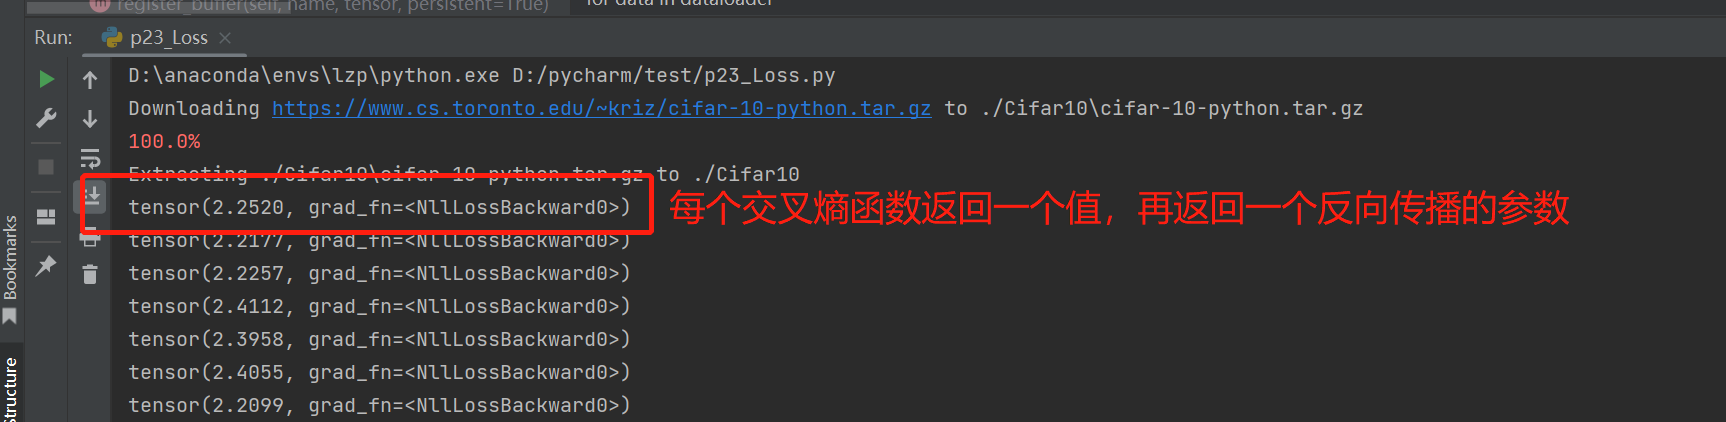 register_buffer(self, name, tensor, persistent=True)
for data in dataloader
Run: p23_Loss
D:\anaconda\envs\lzp\python.exe D:/pycharm/test/p23_Loss.py
Downloading https://www.cs.toronto.edu/~kriz/cifar-10-python.tar.gz to ./Cifar10\cifar-10-python.tar.gz
100.0%
Extracting ./Cifar10\cifar-10-python.tar.gz to ./Cifar10
tensor(2.2520, grad_fn=<NllLossBackward0>)
每个交叉熵函数返回一个值，再返回一个反向传播的参数
tensor(2.2177, grad_fn=<NllLossBackward0>)
tensor(2.2257, grad_fn=<NllLossBackward0>)
tensor(2.4112, grad_fn=<NllLossBackward0>)
tensor(2.3958, grad_fn=<NllLossBackward0>)
tensor(2.4055, grad_fn=<NllLossBackward0>)
tensor(2.2099, grad_fn=<NllLossBackward0>)
Bookmarks
Structure